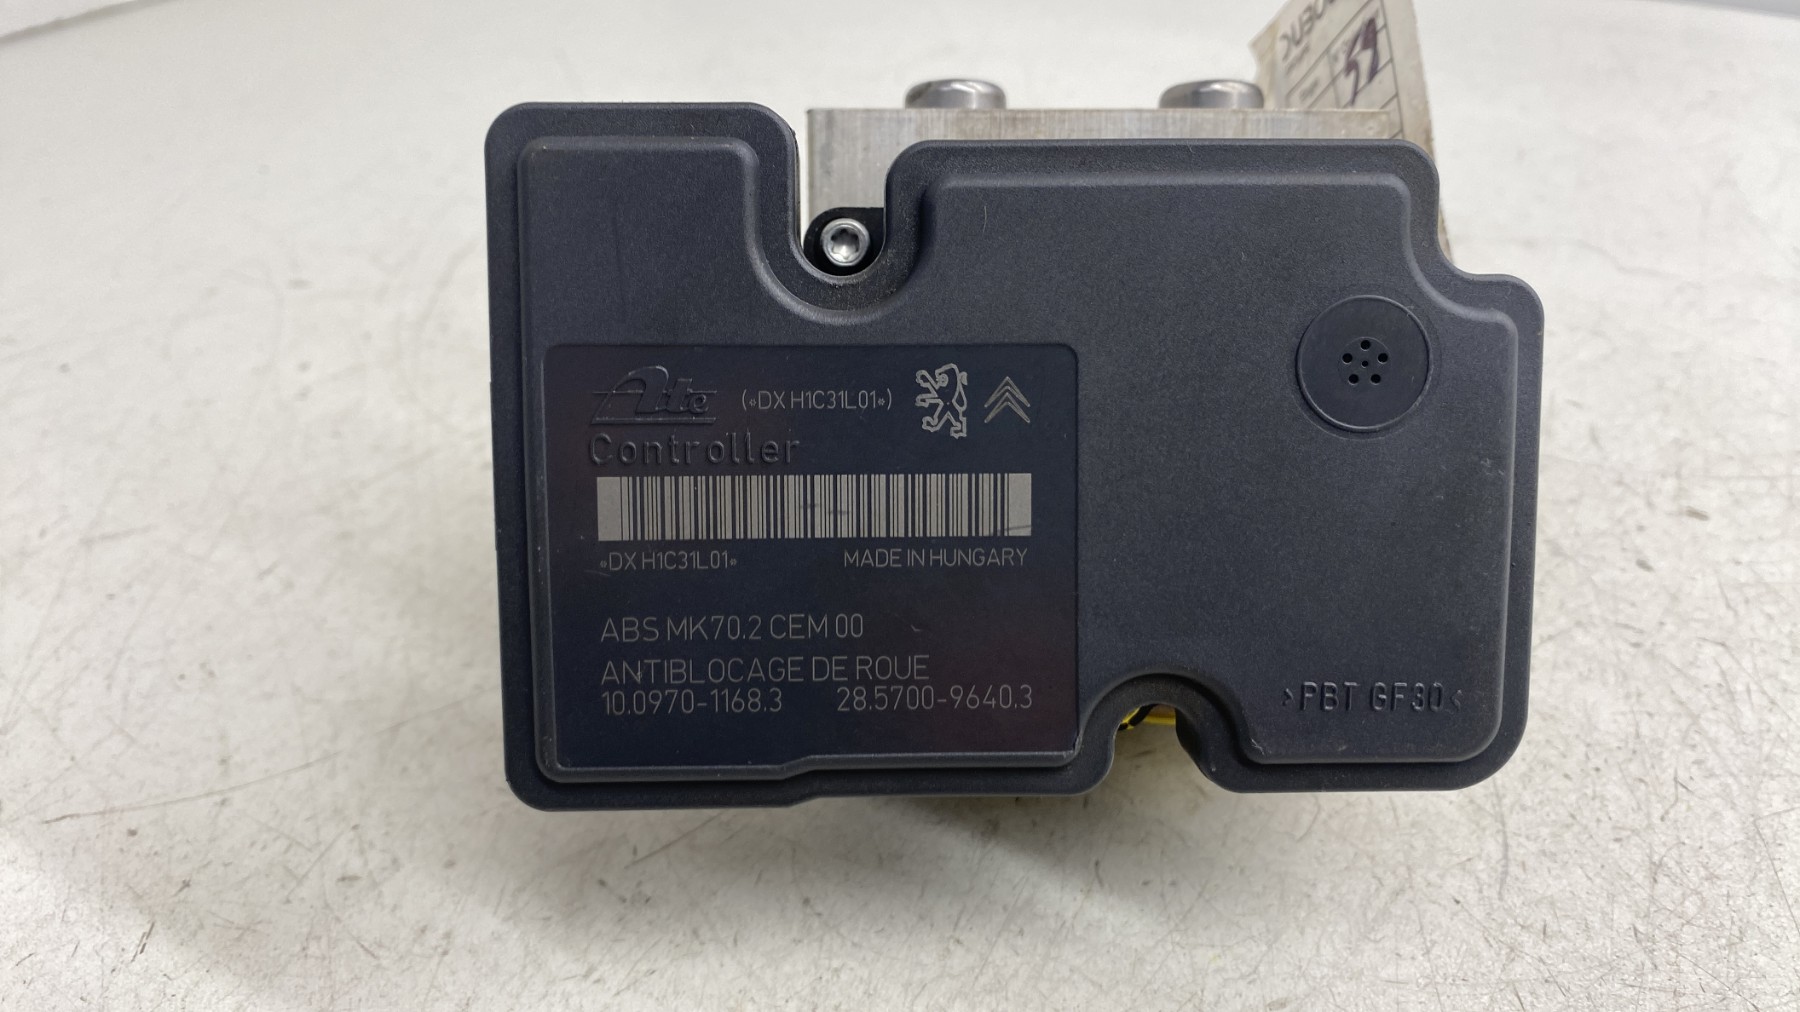 Ate (∘DX H1C31L01∘)
Controller
∘DX H1C31L01∘ MADE IN HUNGARY
ABS MK70.2 CEM 00
ANTIBLOCAGE DE ROUE
10.0970-1168.3 28.5700-9640.3
>PBT GF30<